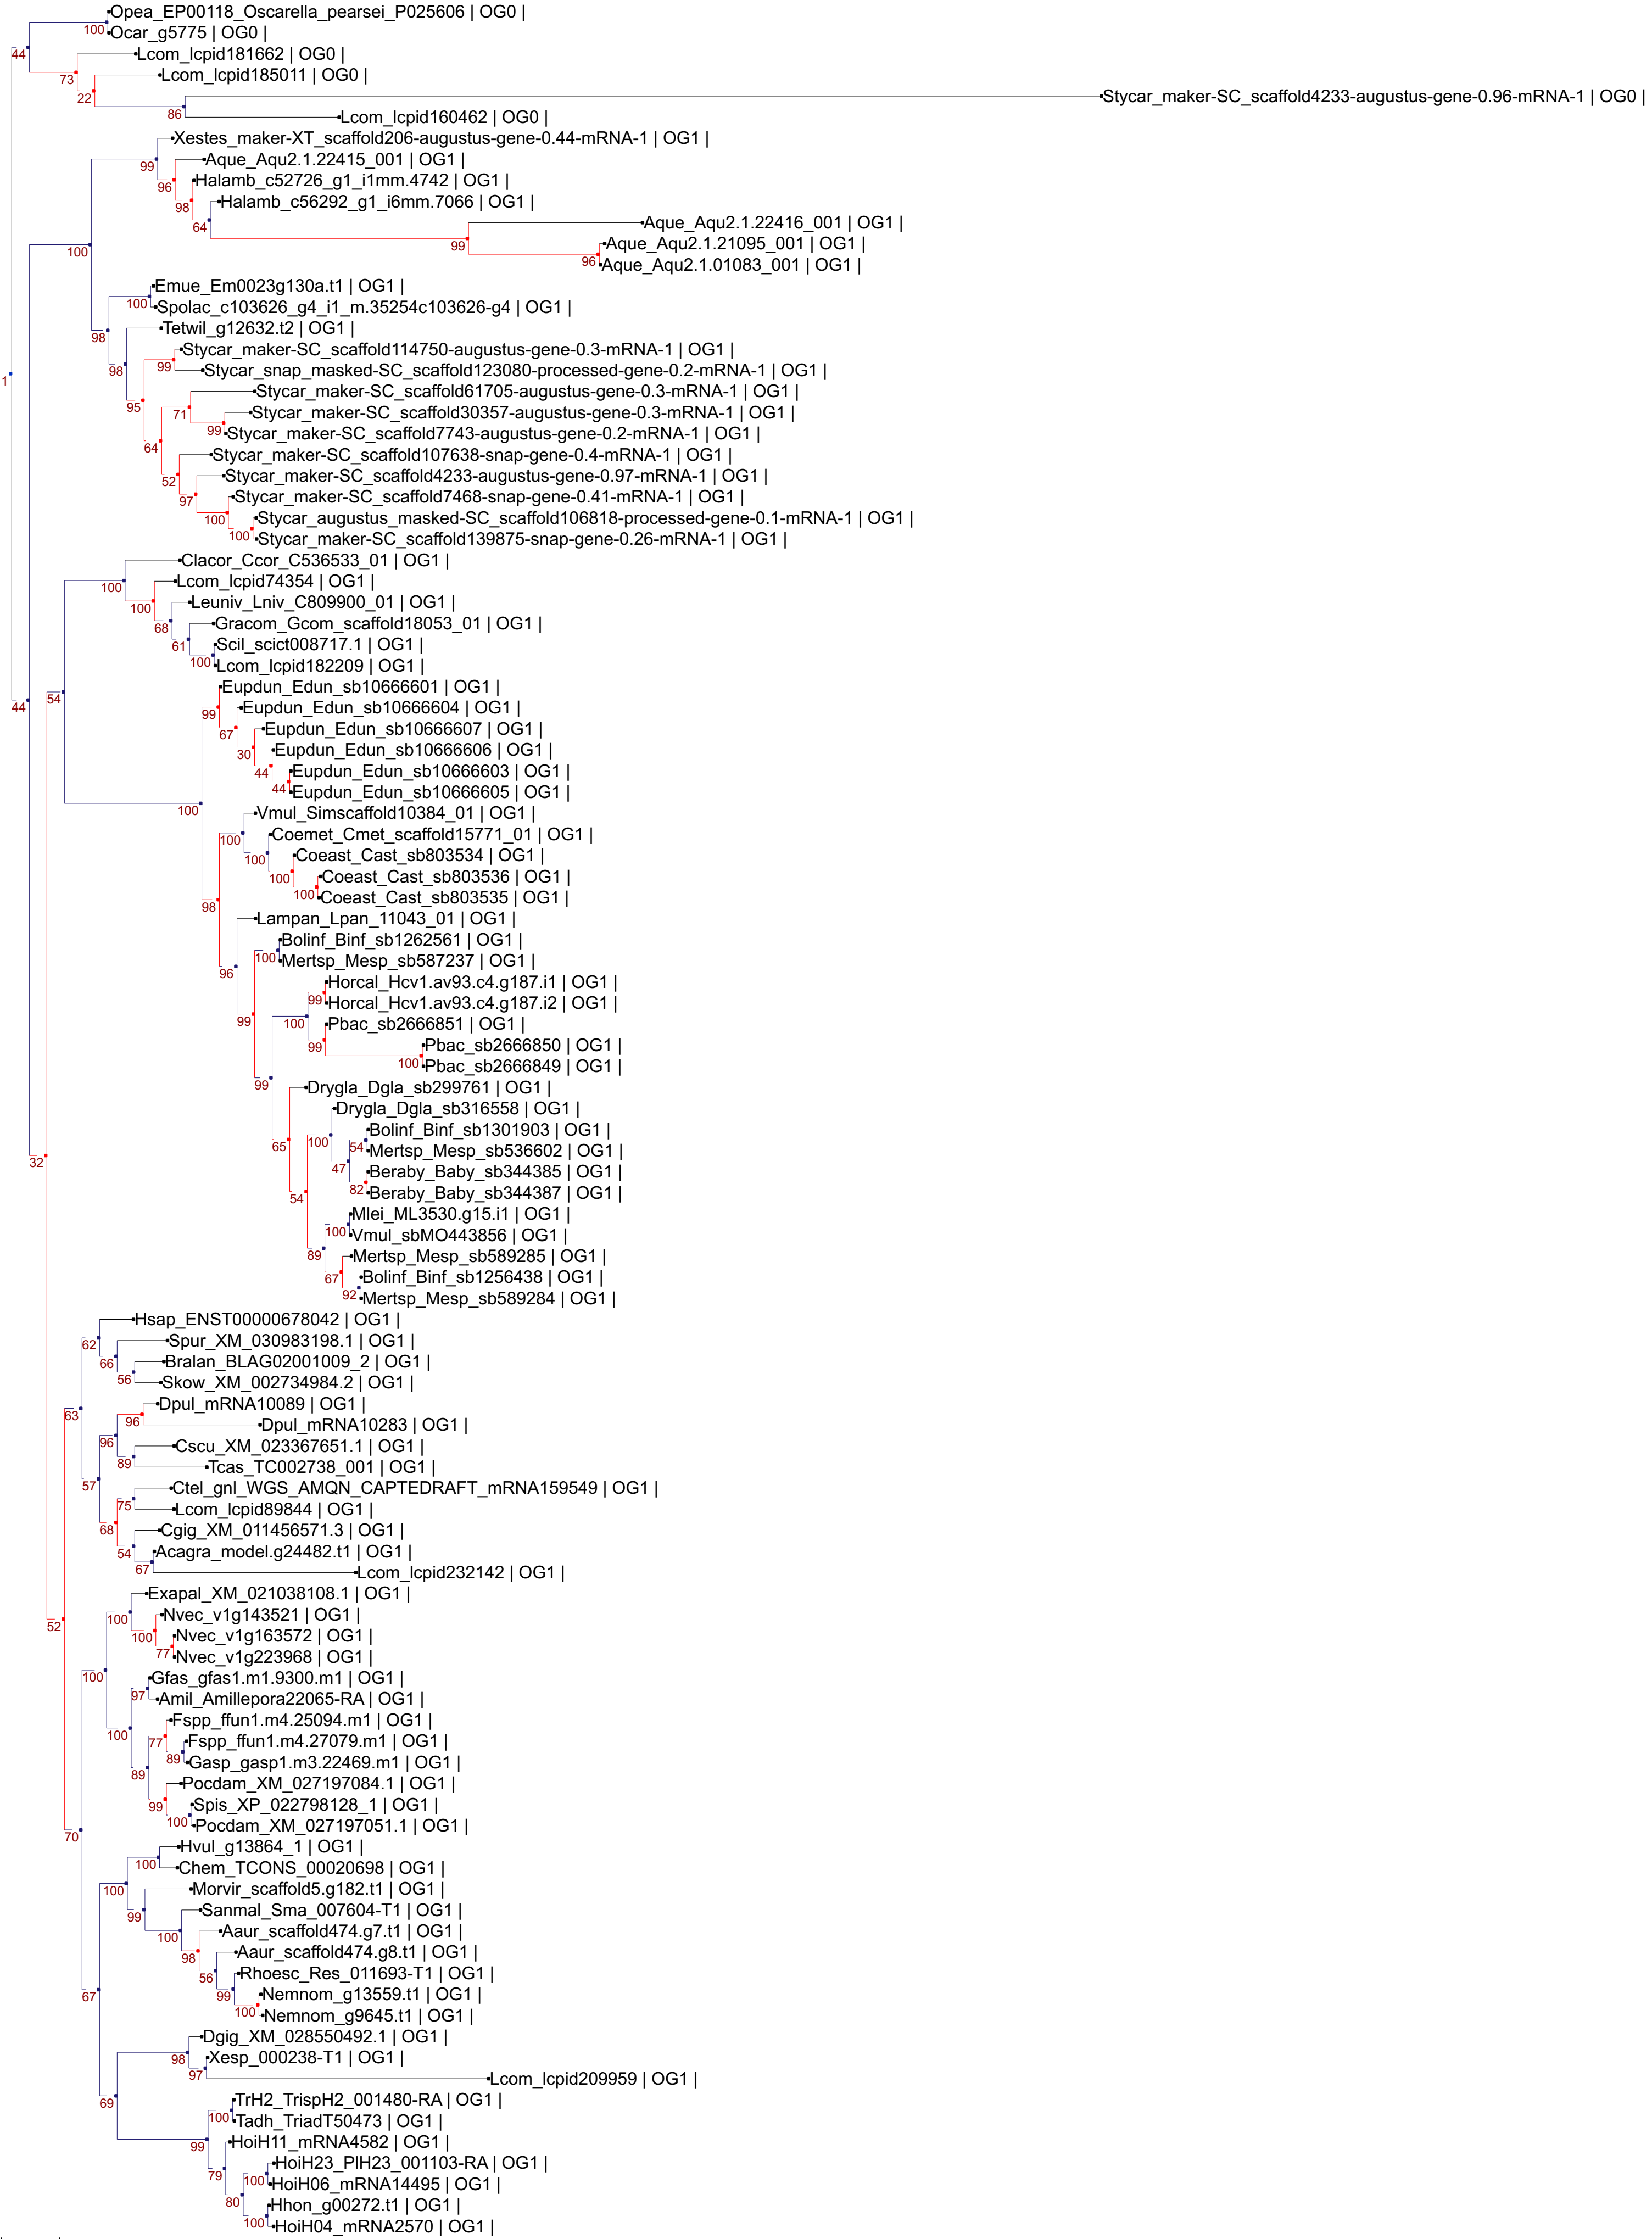 Opea_EP00118_Oscarella_pearsei_P025606 | OG0 |
100
Ocar_g5775 | OG0 |
44
Lcom_lcpid181662 | OG0 |
73
Lcom_lcpid185011 | OG0 |
22
Stycar_maker-SC_scaffold4233-augustus-gene-0.96-mRNA-1 | OG0 |
86
Lcom_lcpid160462 | OG0 |
Xestes_maker-XT_scaffold206-augustus-gene-0.44-mRNA-1 | OG1 |
99
Aque_Aqu2.1.22415_001 | OG1 |
96
Halamb_c52726_g1_i1mm.4742 | OG1 |
98
Halamb_c56292_g1_i6mm.7066 | OG1 |
64
Aque_Aqu2.1.22416_001 | OG1 |
99
Aque_Aqu2.1.21095_001 | OG1 |
100
96
Aque_Aqu2.1.01083_001 | OG1 |
Emue_Em0023g130a.t1 | OG1 |
100
Spolac_c103626_g4_i1_m.35254c103626-g4 | OG1 |
98
Tetwil_g12632.t2 | OG1 |
Stycar_maker-SC_scaffold114750-augustus-gene-0.3-mRNA-1 | OG1 |
99
98
Stycar_snap_masked-SC_scaffold123080-processed-gene-0.2-mRNA-1 | OG1 |
1
Stycar_maker-SC_scaffold61705-augustus-gene-0.3-mRNA-1 | OG1 |
95
71
Stycar_maker-SC_scaffold30357-augustus-gene-0.3-mRNA-1 | OG1 |
99
Stycar_maker-SC_scaffold7743-augustus-gene-0.2-mRNA-1 | OG1 |
64
Stycar_maker-SC_scaffold107638-snap-gene-0.4-mRNA-1 | OG1 |
52
Stycar_maker-SC_scaffold4233-augustus-gene-0.97-mRNA-1 | OG1 |
97
Stycar_maker-SC_scaffold7468-snap-gene-0.41-mRNA-1 | OG1 |
100
Stycar_augustus_masked-SC_scaffold106818-processed-gene-0.1-mRNA-1 | OG1 |
100
Stycar_maker-SC_scaffold139875-snap-gene-0.26-mRNA-1 | OG1 |
Clacor_Ccor_C536533_01 | OG1 |
100
Lcom_lcpid74354 | OG1 |
100
Leuniv_Lniv_C809900_01 | OG1 |
68
Gracom_Gcom_scaffold18053_01 | OG1 |
61
Scil_scict008717.1 | OG1 |
100
Lcom_lcpid182209 | OG1 |
Eupdun_Edun_sb10666601 | OG1 |
54
44
99
Eupdun_Edun_sb10666604 | OG1 |
67
Eupdun_Edun_sb10666607 | OG1 |
30
Eupdun_Edun_sb10666606 | OG1 |
44
Eupdun_Edun_sb10666603 | OG1 |
44
Eupdun_Edun_sb10666605 | OG1 |
100
Vmul_Simscaffold10384_01 | OG1 |
100
Coemet_Cmet_scaffold15771_01 | OG1 |
100
Coeast_Cast_sb803534 | OG1 |
100
Coeast_Cast_sb803536 | OG1 |
100
Coeast_Cast_sb803535 | OG1 |
98
Lampan_Lpan_11043_01 | OG1 |
Bolinf_Binf_sb1262561 | OG1 |
100
Mertsp_Mesp_sb587237 | OG1 |
96
Horcal_Hcv1.av93.c4.g187.i1 | OG1 |
99
Horcal_Hcv1.av93.c4.g187.i2 | OG1 |
99
100
Pbac_sb2666851 | OG1 |
99
Pbac_sb2666850 | OG1 |
100
Pbac_sb2666849 | OG1 |
99
Drygla_Dgla_sb299761 | OG1 |
Drygla_Dgla_sb316558 | OG1 |
Bolinf_Binf_sb1301903 | OG1 |
65
100
54
Mertsp_Mesp_sb536602 | OG1 |
32
47
Beraby_Baby_sb344385 | OG1 |
82
Beraby_Baby_sb344387 | OG1 |
54
Mlei_ML3530.g15.i1 | OG1 |
100
Vmul_sbMO443856 | OG1 |
89
Mertsp_Mesp_sb589285 | OG1 |
67
Bolinf_Binf_sb1256438 | OG1 |
92
Mertsp_Mesp_sb589284 | OG1 |
Hsap_ENST00000678042 | OG1 |
62
Spur_XM_030983198.1 | OG1 |
66
Bralan_BLAG02001009_2 | OG1 |
56
Skow_XM_002734984.2 | OG1 |
Dpul_mRNA10089 | OG1 |
63
96
Dpul_mRNA10283 | OG1 |
96
Cscu_XM_023367651.1 | OG1 |
89
Tcas_TC002738_001 | OG1 |
57
Ctel_gnl_WGS_AMQN_CAPTEDRAFT_mRNA159549 | OG1 |
75
Lcom_lcpid89844 | OG1 |
68
Cgig_XM_011456571.3 | OG1 |
54
Acagra_model.g24482.t1 | OG1 |
67
Lcom_lcpid232142 | OG1 |
Exapal_XM_021038108.1 | OG1 |
52
100
Nvec_v1g143521 | OG1 |
100
Nvec_v1g163572 | OG1 |
77
Nvec_v1g223968 | OG1 |
100
Gfas_gfas1.m1.9300.m1 | OG1 |
97
Amil_Amillepora22065-RA | OG1 |
Fspp_ffun1.m4.25094.m1 | OG1 |
100
77
Fspp_ffun1.m4.27079.m1 | OG1 |
89
Gasp_gasp1.m3.22469.m1 | OG1 |
89
Pocdam_XM_027197084.1 | OG1 |
99
Spis_XP_022798128_1 | OG1 |
100
Pocdam_XM_027197051.1 | OG1 |
70
Hvul_g13864_1 | OG1 |
100
Chem_TCONS_00020698 | OG1 |
100
Morvir_scaffold5.g182.t1 | OG1 |
99
Sanmal_Sma_007604-T1 | OG1 |
100
Aaur_scaffold474.g7.t1 | OG1 |
98
Aaur_scaffold474.g8.t1 | OG1 |
56
Rhoesc_Res_011693-T1 | OG1 |
99
Nemnom_g13559.t1 | OG1 |
67
100
Nemnom_g9645.t1 | OG1 |
Dgig_XM_028550492.1 | OG1 |
98
Xesp_000238-T1 | OG1 |
97
Lcom_lcpid209959 | OG1 |
69
TrH2_TrispH2_001480-RA | OG1 |
100
Tadh_TriadT50473 | OG1 |
99
HoiH11_mRNA4582 | OG1 |
79
HoiH23_PlH23_001103-RA | OG1 |
100
HoiH06_mRNA14495 | OG1 |
80
Hhon_g00272.t1 | OG1 |
100
HoiH04_mRNA2570 | OG1 |